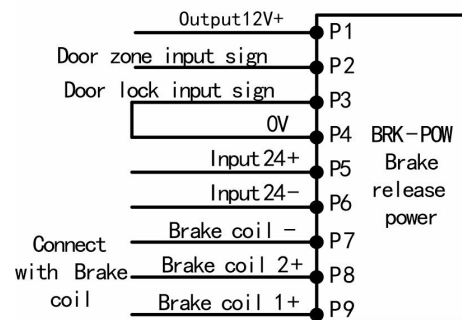 Output12V+
P1
Door zone input sign
P2
Door lock input sign
P3
0V
P4
BRK-POW
Brake
release
power
Input24+
P5
Input24-
P6
Brake coil -
P7
Connect
with Brake
coil
Brake coil 2+
P8
Brake coil 1+
P9